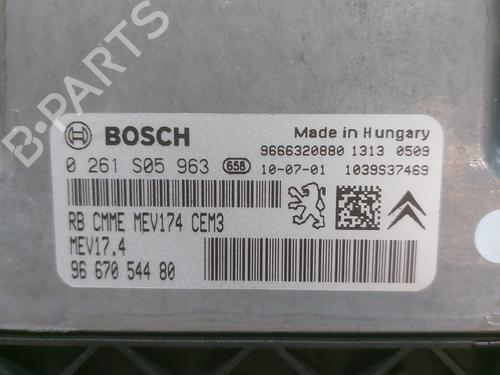 BOSCH
Made in Hungary
9666320880 1313 0509
0 261 S05 963 658 10-07-01 1039S37469
RB CMME MEV174 CEM3
MEV17.4
96 670 544 80
B-PARTS